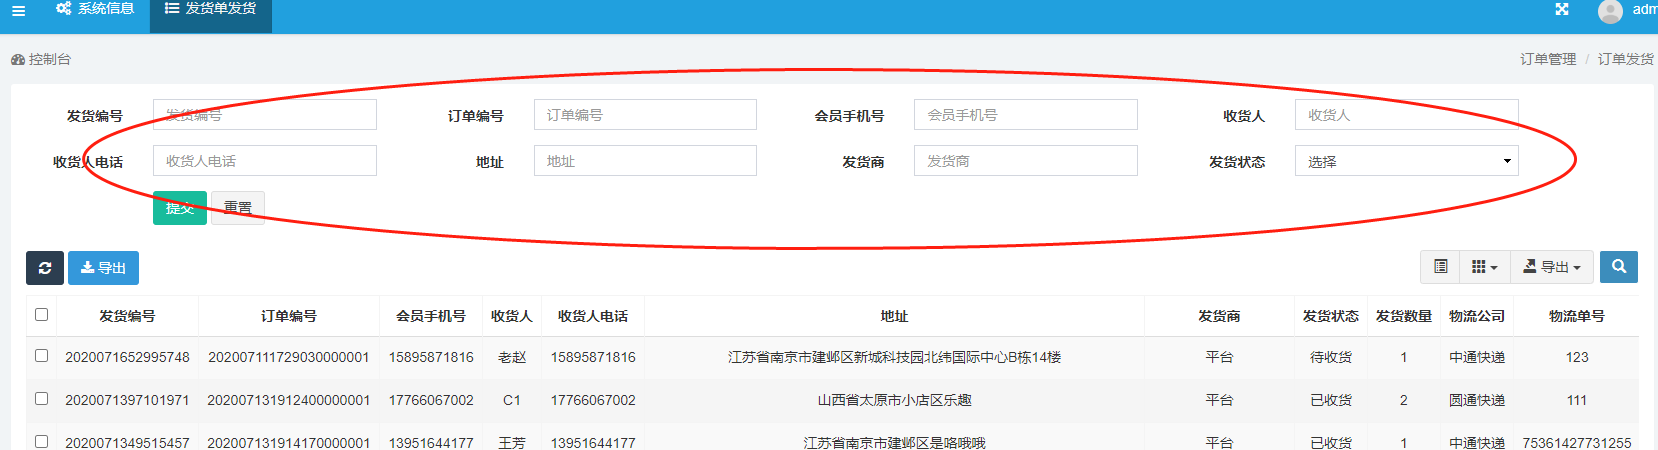 系统信息 发货单发货 adm
控制台 订单管理 / 订单发货
发货编号 发货编号 订单编号 订单编号 会员手机号 会员手机号 收货人 收货人
收货人电话 收货人电话 地址 地址 发货商 发货商 发货状态 选择
提交 重置
导出 导出
发货编号 订单编号 会员手机号 收货人 收货人电话 地址 发货商 发货状态 发货数量 物流公司 物流单号
2020071652995748 202007111729030000001 15895871816 老赵 15895871816 江苏省南京市建邺区新城科技园北纬国际中心B栋14楼 平台 待收货 1 中通快递 123
2020071397101971 202007131912400000001 17766067002 C1 17766067002 山西省太原市小店区乐趣 平台 已收货 2 圆通快递 111
2020071349515457 202007131914170000001 13951644177 王芳 13951644177 江苏省南京市建邺区是咯哦哦 平台 已收货 1 中通快递 75361427731255